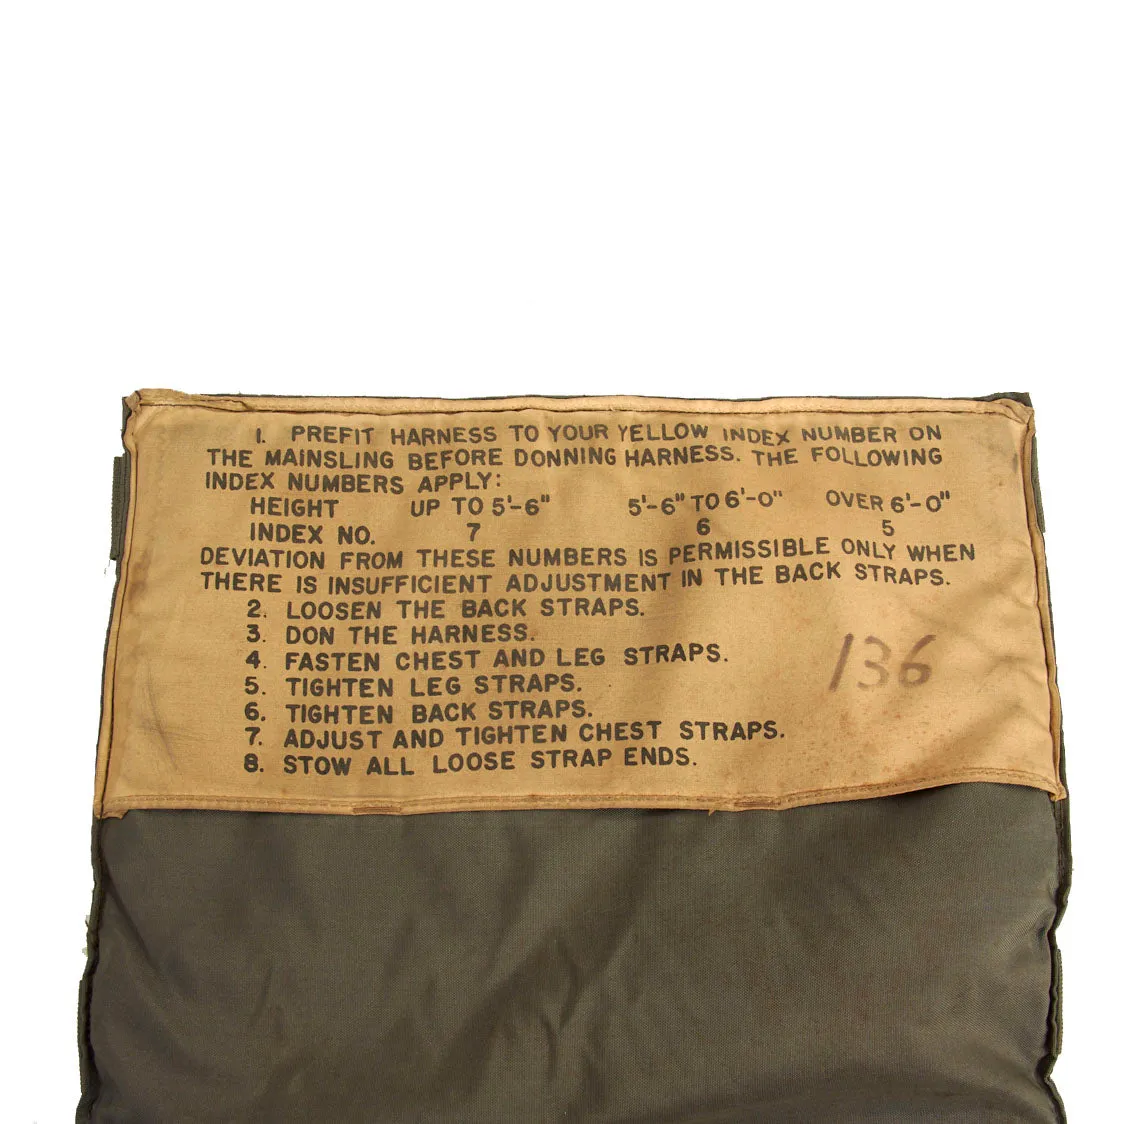 1. PREFIT HARNESS TO YOUR YELLOW INDEX NUMBER ON
THE MAINSLING BEFORE DONNING HARNESS. THE FOLLOWING
INDEX NUMBERS APPLY:
HEIGHT UP TO 5'-6" 5'-6" TO 6'-0" OVER 6'-0"
INDEX NO. 7 6 5
DEVIATION FROM THESE NUMBERS IS PERMISSIBLE ONLY WHEN
THERE IS INSUFFICIENT ADJUSTMENT IN THE BACK STRAPS.
2. LOOSEN THE BACK STRAPS.
3. DON THE HARNESS.
4. FASTEN CHEST AND LEG STRAPS.
5. TIGHTEN LEG STRAPS.
6. TIGHTEN BACK STRAPS.
7. ADJUST AND TIGHTEN CHEST STRAPS.
8. STOW ALL LOOSE STRAP ENDS.
136